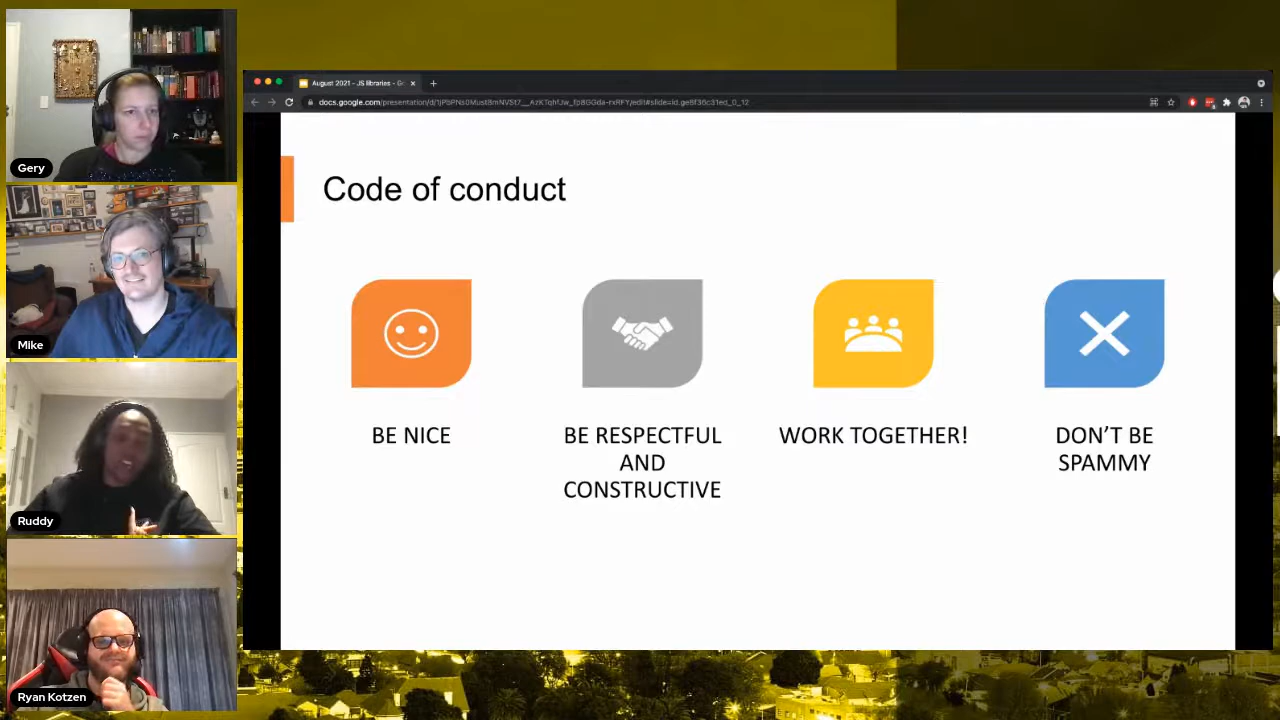 Gery
Mike
Ruddy
Ryan Kotzen
August 2021 - JS libraries - Go
Code of conduct
BE NICE
BE RESPECTFUL
AND
CONSTRUCTIVE
WORK TOGETHER!
DON'T BE
SPAMMY